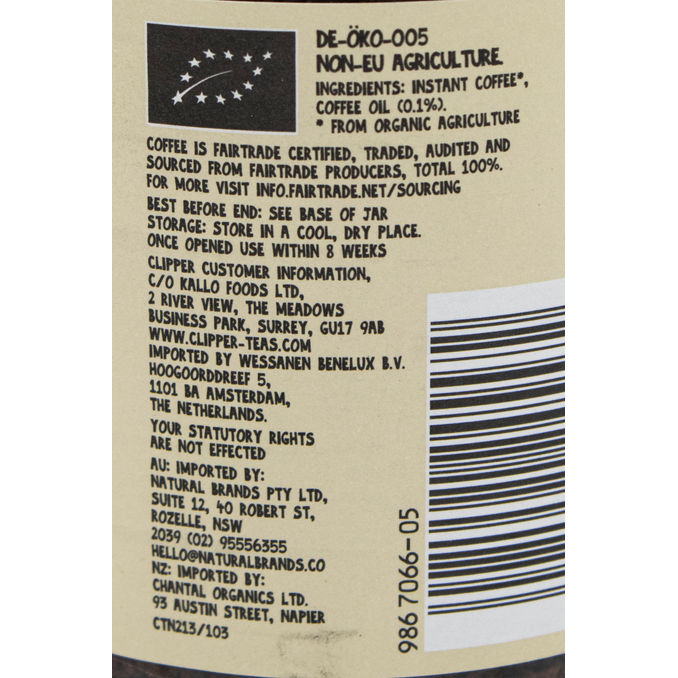 DE-ÖKO-005
NON-EU AGRICULTURE
INGREDIENTS: INSTANT COFFEE*,
COFFEE OIL (0.1%).
* FROM ORGANIC AGRICULTURE
COFFEE IS FAIRTRADE CERTIFIED, TRADED, AUDITED AND
SOURCED FROM FAIRTRADE PRODUCERS, TOTAL 100%.
FOR MORE VISIT INFO.FAIRTRADE.NET/SOURCING
BEST BEFORE END: SEE BASE OF JAR
STORAGE: STORE IN A COOL, DRY PLACE.
ONCE OPENED USE WITHIN 8 WEEKS
CLIPPER CUSTOMER INFORMATION,
C/O KALLO FOODS LTD,
2 RIVER VIEW, THE MEADOWS
BUSINESS PARK, SURREY, GU17 9AB
WWW.CLIPPER-TEAS.COM
IMPORTED BY WESSANEN BENELUX B.V.
HOOGOORDDREEF 5,
1101 BA AMSTERDAM,
THE NETHERLANDS.
YOUR STATUTORY RIGHTS
ARE NOT EFFECTED
AU: IMPORTED BY:
NATURAL BRANDS PTY LTD,
SUITE 12, 40 ROBERT ST,
ROZELLE, NSW
2039 (02) 95556355
HELLO@NATURALBRANDS.CO
NZ: IMPORTED BY:
CHANTAL ORGANICS LTD.
93 AUSTIN STREET, NAPIER
CTN213/103
986 7066-05